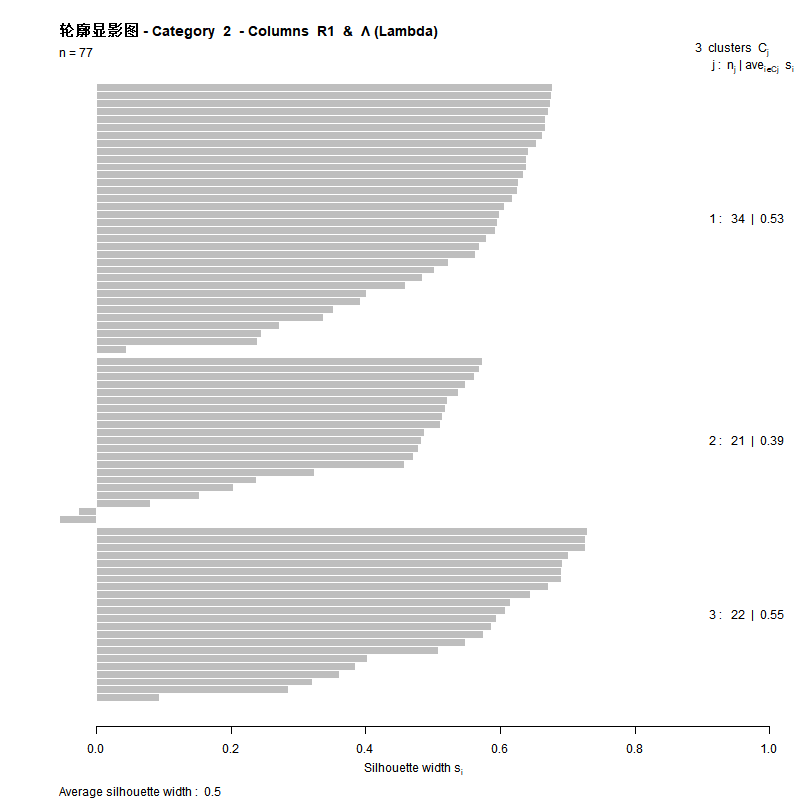 轮廓显影图 - Category 2 - Columns R1 & Λ (Lambda)
n = 77
3 clusters Cj
j : nj | avei∈Cj si
1 : 34 | 0.53
2 : 21 | 0.39
3 : 22 | 0.55
0.0 0.2 0.4 0.6 0.8 1.0
Silhouette width si
Average silhouette width : 0.5